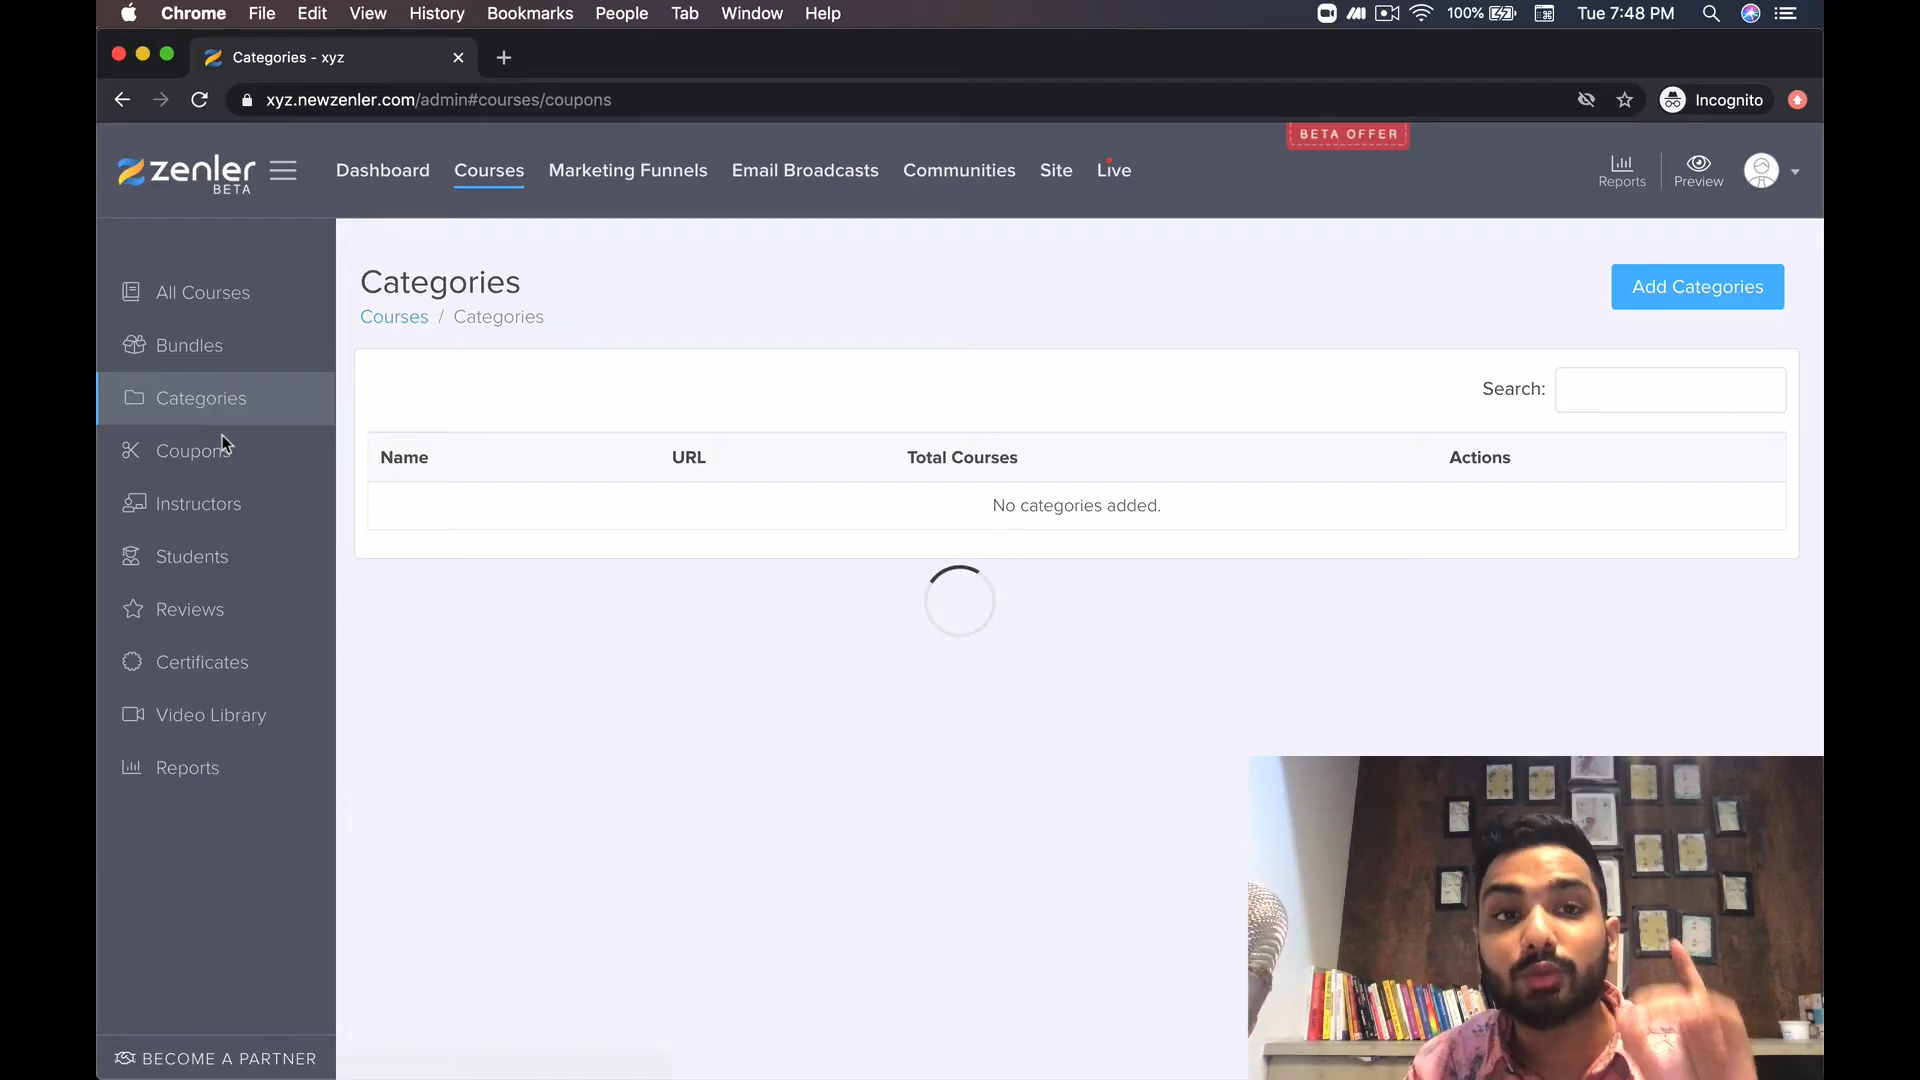 Chrome File Edit View History Bookmarks People Tab Window Help 100% Tue 7:48 PM
Categories - xyz
xyz.newzenler.com/admin#courses/coupons Incognito
BETA OFFER
zenler BETA
Dashboard Courses Marketing Funnels Email Broadcasts Communities Site Live
Reports Preview
All Courses
Bundles
Categories
Coupons
Instructors
Students
Reviews
Certificates
Video Library
Reports
BECOME A PARTNER
Categories
Courses / Categories
Add Categories
Search:
Name URL Total Courses Actions
No categories added.